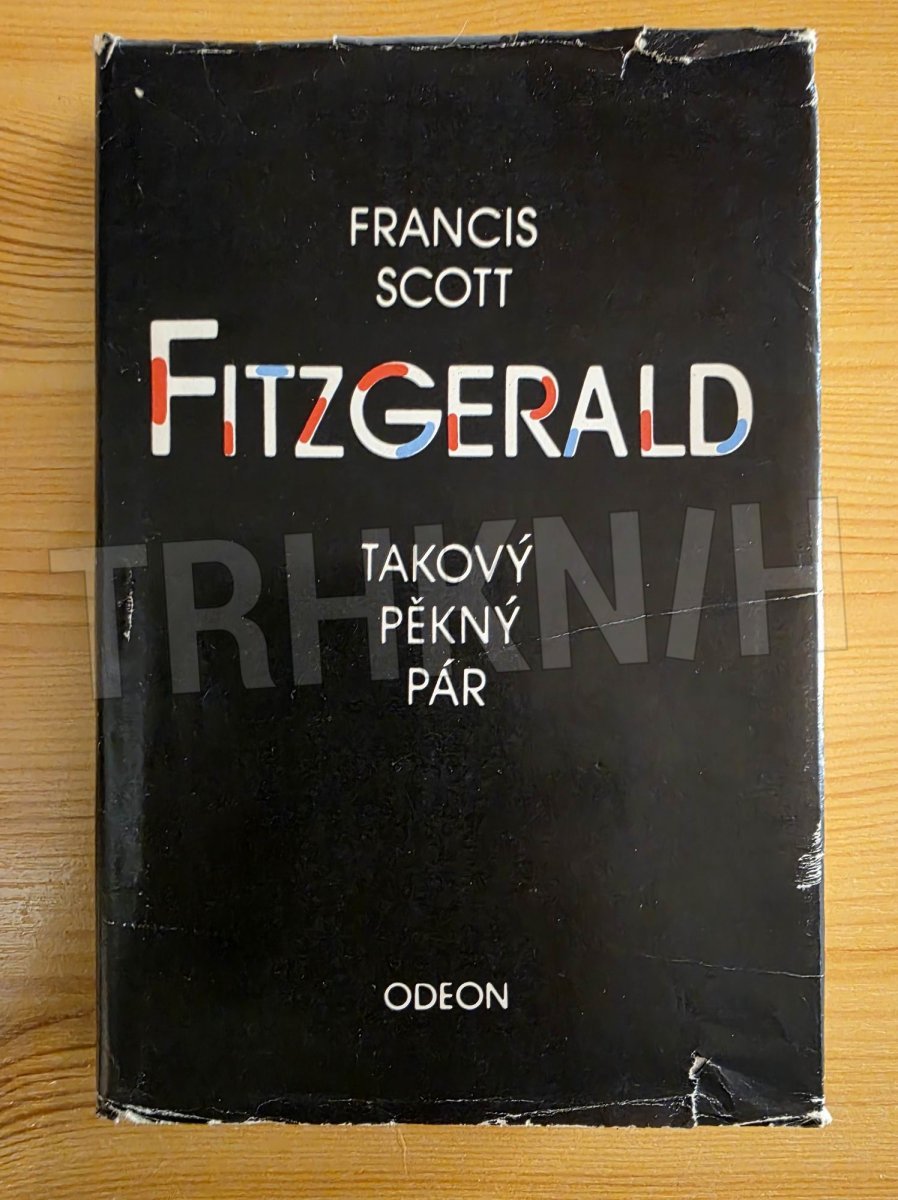 FRANCIS
SCOTT
FITZGERALD
TRHKNIH
TAKOVÝ
PĚKNÝ
PÁR
ODEON